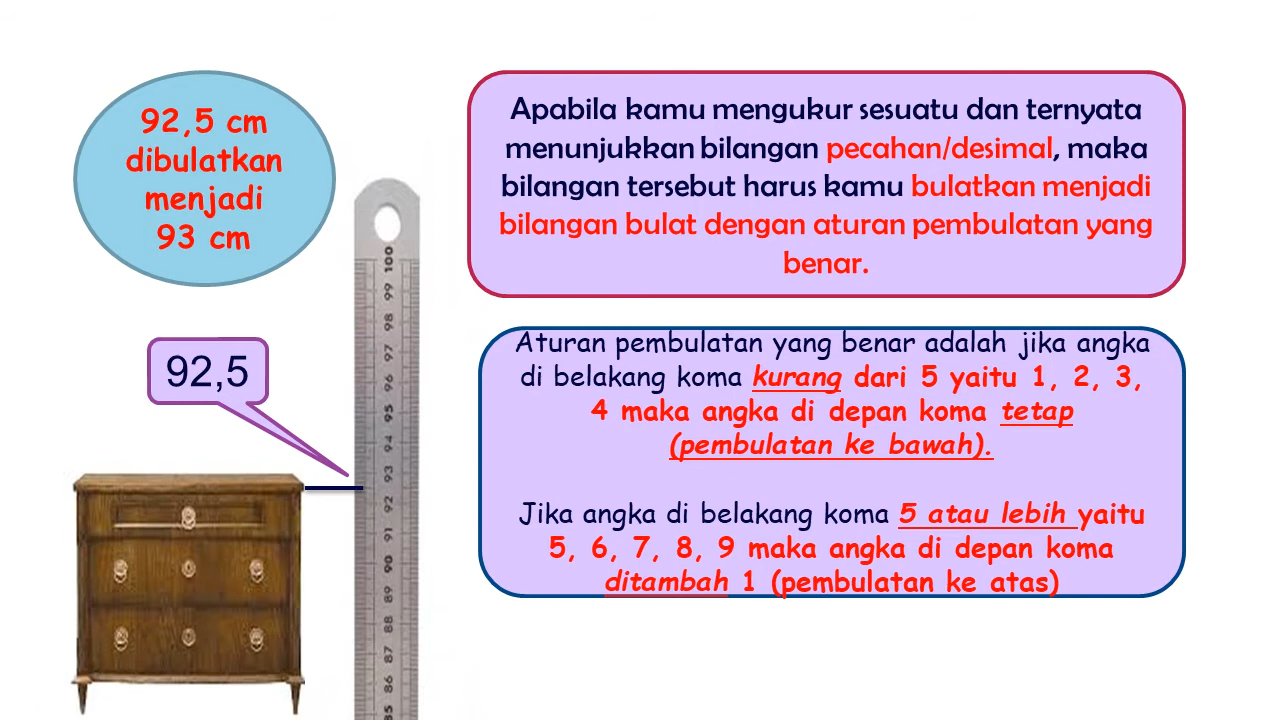 92,5 cm
dibulatkan
menjadi
93 cm
Apabila kamu mengukur sesuatu dan ternyata
menunjukkan bilangan pecahan/desimal, maka
bilangan tersebut harus kamu bulatkan menjadi
bilangan bulat dengan aturan pembulatan yang
benar.
92,5
Aturan pembulatan yang benar adalah jika angka
di belakang koma kurang dari 5 yaitu 1, 2, 3,
4 maka angka di depan koma tetap
(pembulatan ke bawah).
Jika angka di belakang koma 5 atau lebih yaitu
5, 6, 7, 8, 9 maka angka di depan koma
ditambah 1 (pembulatan ke atas)
100
99
98
97
96
95
94
93
92
91
90
89
88
87
86
85